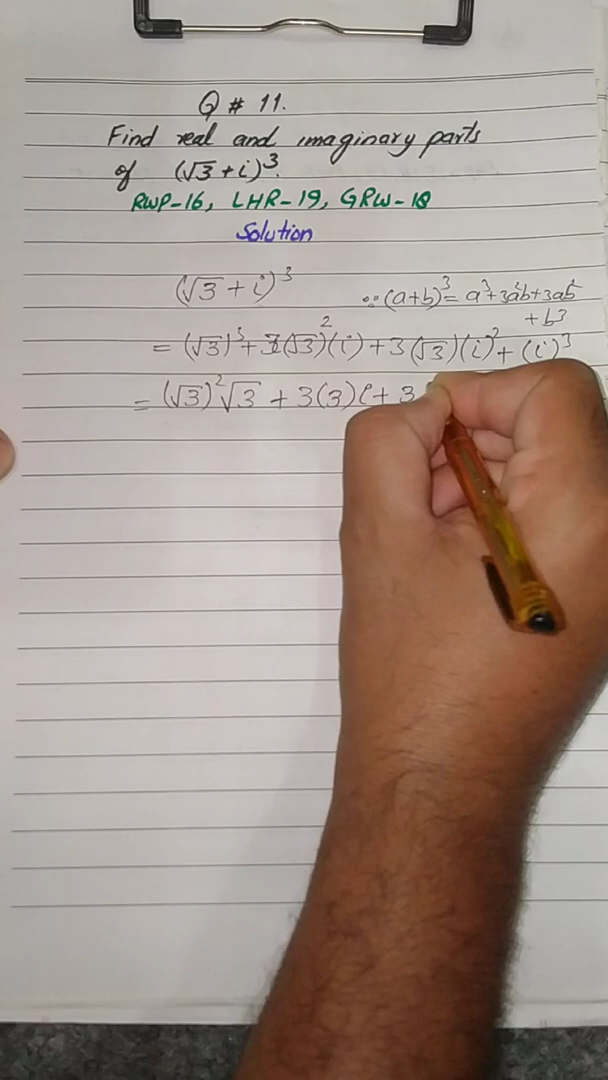 Q # 11.
Find real and imaginary parts
of (√3 + i)³.
RWP-16, LHR-19, GRW-18
Solution
(√3 + i)³ ∵ (a+b)³ = a³+3a²b+3ab²
+ b3
= (√3)³ + 3(√3)²(i) + 3(√3)(i)² + (i)³
= (√3)²√3 + 3(3)i + 3